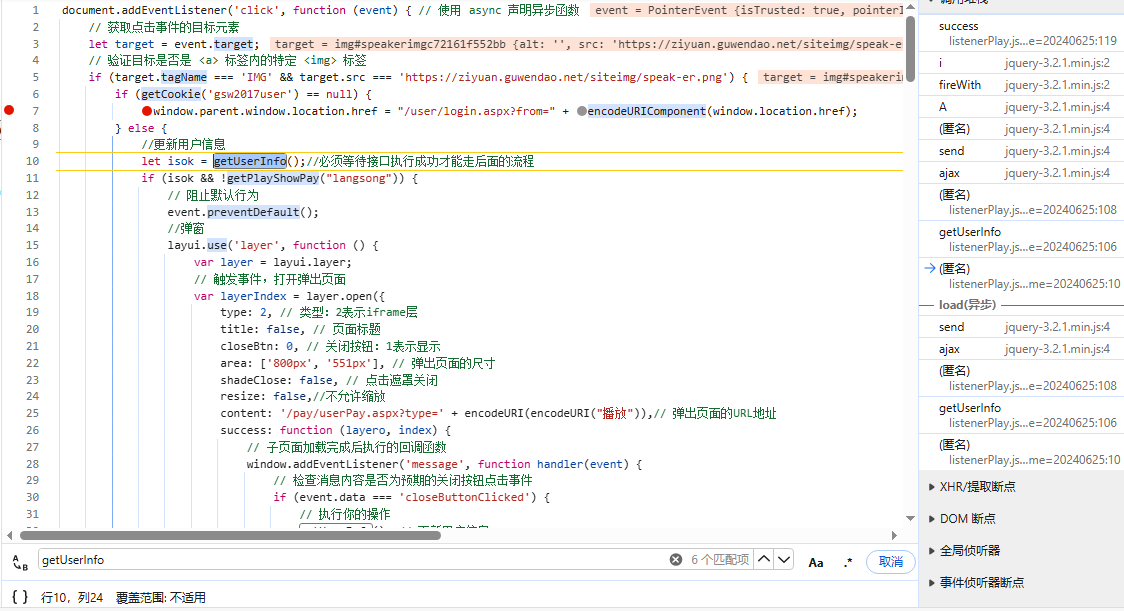 1 document.addEventListener('click', function (event) { // 使用 async 声明异步函数 event = PointerEvent {isTrusted: true, pointerI
2 // 获取点击事件的目标元素
3 let target = event.target; target = img#speakerimgc72161f552bb {alt: '', src: 'https://ziyuan.guwendao.net/siteimg/speak-e
4 // 验证目标是否是 <a> 标签内的特定 <img> 标签
5 if (target.tagName === 'IMG' && target.src === 'https://ziyuan.guwendao.net/siteimg/speak-er.png') { target = img#speakeri
6 if (getCookie('gsw2017user') == null) {
7 window.parent.window.location.href = "/user/login.aspx?from=" + encodeURIComponent(window.location.href);
8 } else {
9 //更新用户信息
10 let isok = getUserInfo();//必须等待接口执行成功才能走后面的流程
11 if (isok && !getPlayShowPay("langsong")) {
12 // 阻止默认行为
13 event.preventDefault();
14 //弹窗
15 layui.use('layer', function () {
16 var layer = layui.layer;
17 // 触发事件，打开弹出页面
18 var layerIndex = layer.open({
19 type: 2, // 类型：2表示iframe层
20 title: false, // 页面标题
21 closeBtn: 0, // 关闭按钮：1表示显示
22 area: ['800px', '551px'], // 弹出页面的尺寸
23 shadeClose: false, // 点击遮罩关闭
24 resize: false,//不允许缩放
25 content: '/pay/userPay.aspx?type=' + encodeURI(encodeURI("播放")),// 弹出页面的URL地址
26 success: function (layero, index) {
27 // 子页面加载完成后执行的回调函数
28 window.addEventListener('message', function handler(event) {
29 // 检查消息内容是否为预期的关闭按钮点击事件
30 if (event.data === 'closeButtonClicked') {
31 // 执行你的操作
getUserInfo
6 个匹配项
Aa
.*
取消
{ } 行10，列24 覆盖范围: 不适用
success
listenerPlay.js…e=20240625:119
i jquery-3.2.1.min.js:2
fireWith jquery-3.2.1.min.js:2
A jquery-3.2.1.min.js:4
(匿名) jquery-3.2.1.min.js:4
send jquery-3.2.1.min.js:4
ajax jquery-3.2.1.min.js:4
(匿名)
listenerPlay.js…e=20240625:108
getUserInfo
listenerPlay.js…e=20240625:106
(匿名)
listenerPlay.js…me=20240625:10
load(异步)
send jquery-3.2.1.min.js:4
ajax jquery-3.2.1.min.js:4
(匿名)
listenerPlay.js…e=20240625:108
getUserInfo
listenerPlay.js…e=20240625:106
(匿名)
listenerPlay.js…me=20240625:10
XHR/提取断点
DOM 断点
全局侦听器
事件侦听器断点